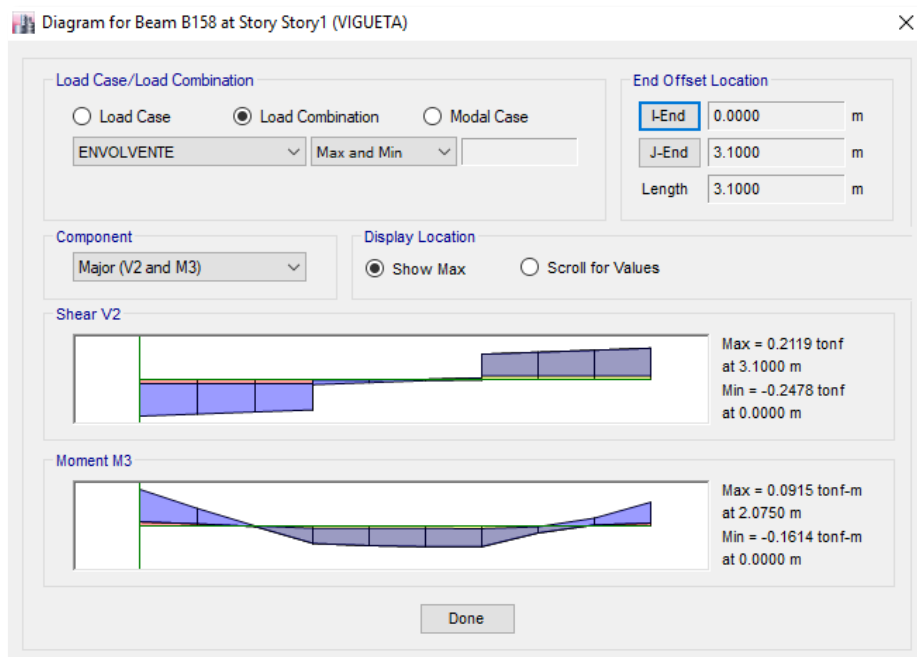 Diagram for Beam B158 at Story Story1 (VIGUETA)
Load Case/Load Combination
Load Case
Load Combination
Modal Case
ENVOLVENTE
Max and Min
End Offset Location
I-End 0.0000 m
J-End 3.1000 m
Length 3.1000 m
Component
Major (V2 and M3)
Display Location
Show Max
Scroll for Values
Shear V2
Max = 0.2119 tonf
at 3.1000 m
Min = -0.2478 tonf
at 0.0000 m
Moment M3
Max = 0.0915 tonf-m
at 2.0750 m
Min = -0.1614 tonf-m
at 0.0000 m
Done